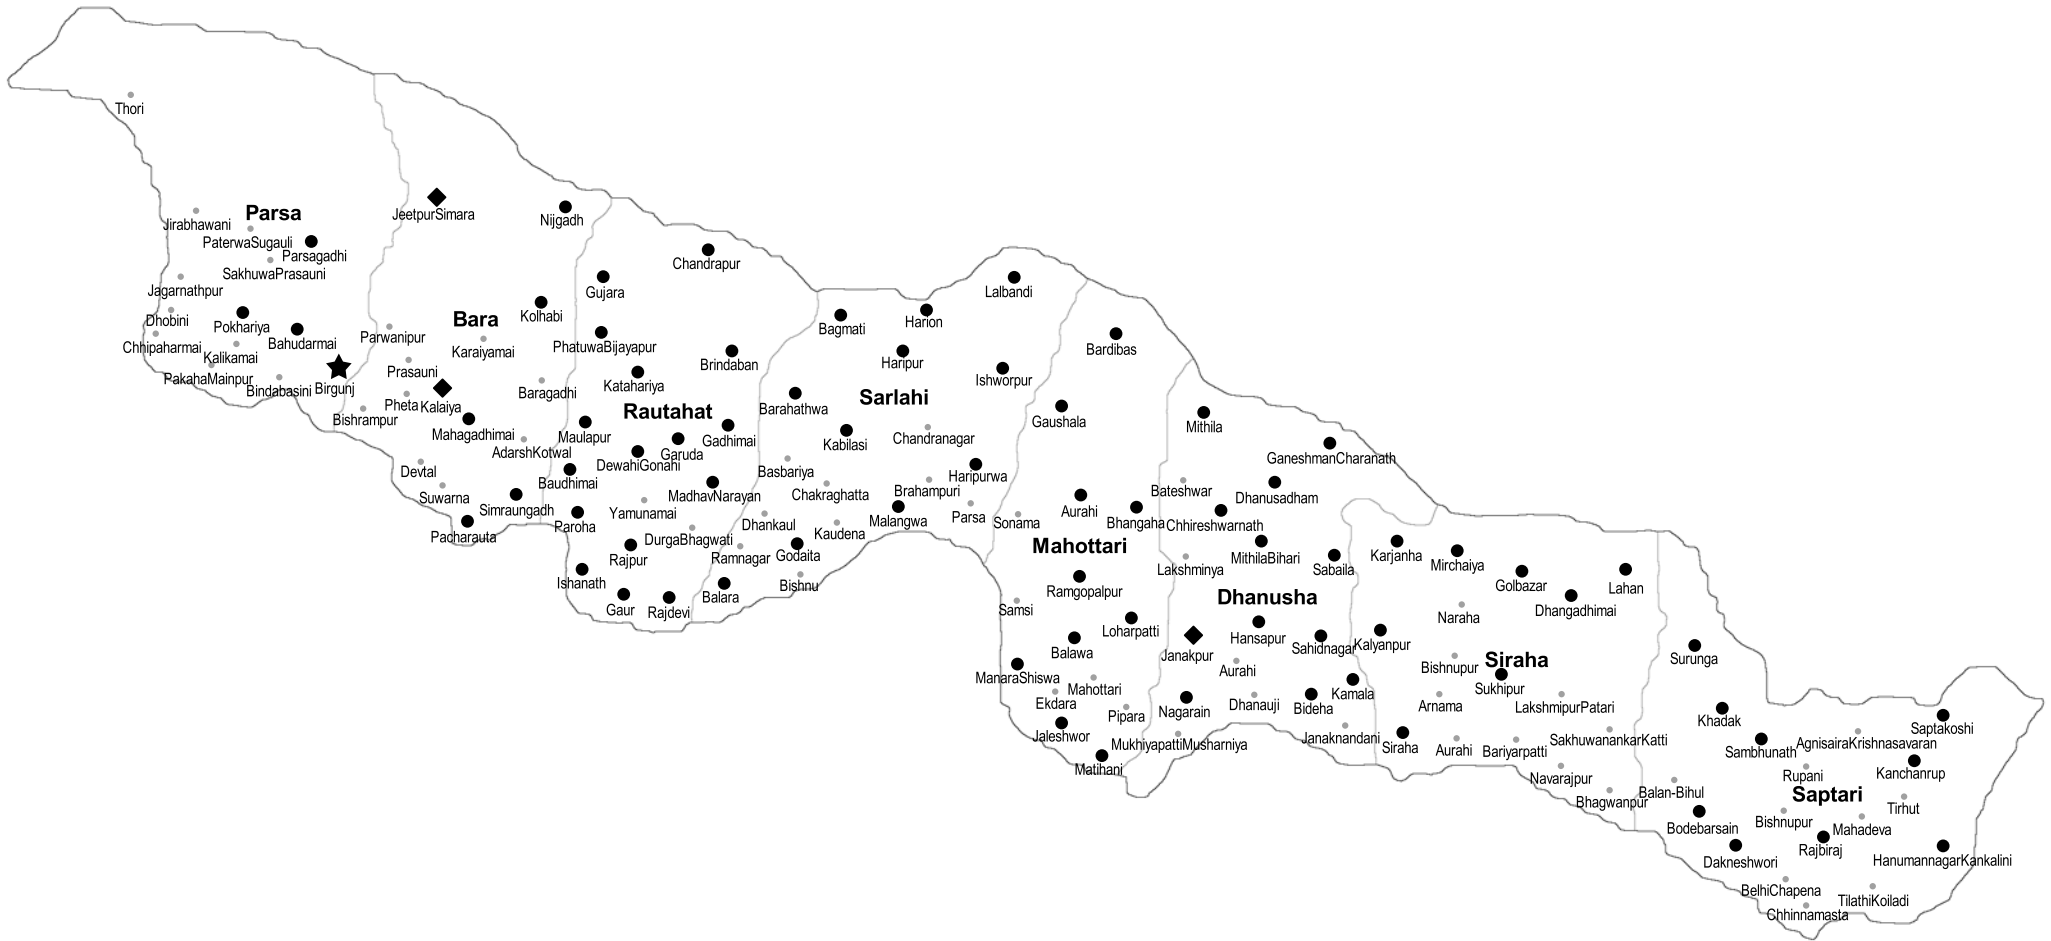 Thori
Parsa
Jirabhawani
PaterwaSugauli
Parsagadhi
SakhuwaPrasauni
Jagarnathpur
Dhobini
Pokhariya
Bahudarmai
Chhipaharmai
Kalikamai
PakahaMainpur
Bindabasini
Birgunj
JeetpurSimara
Nijgadh
Kolhabi
Bara
Parwanipur
Karaiyamai
Prasauni
Baragadhi
Pheta
Kalaiya
Bishrampur
Mahagadhimai
AdarshKotwal
Devtal
Suwarna
Simraungadh
Padharauta
Chandrapur
Gujara
PhatuwaBijayapur
Brindaban
Katahariya
Rautahat
Maulapur
Gadhimai
Garuda
DewahiGonahi
Baudhimai
MadhavNarayan
Yamunamai
Paroha
DurgaBhagwati
Rajpur
Ishanath
Gaur
Rajdevi
Lalbandi
Bagmati
Harion
Haripur
Ishworpur
Sarlahi
Barahathwa
Kabilasi
Chandranagar
Basbariya
Haripurwa
Chakraghatta
Brahampuri
Parsa
Malangwa
Dhankaul
Kaudena
Ramnagar
Godaita
Bishnu
Balara
Bardibas
Gaushala
Aurahi
Bhangaha
Sonama
Mahottari
Ramgopalpur
Samsi
Loharpatti
Balawa
ManaraShiswa
Mahottari
Ekdara
Pipara
Jaleshwor
Matihani
Mithila
GaneshmanCharanath
Bateshwar
Dhanusadham
Chhireshwarnath
MithilaBihari
Lakshminya
Sabaila
Dhanusha
Hansapur
Sahidnagar
Janakpur
Aurahi
Kamala
Nagarain
Dhanauji
Bideha
Janaknandani
MukhiyapattiMusharniya
Karjanha
Mirchaiya
Golbazar
Lahan
Dhangadhimai
Naraha
Kalyanpur
Siraha
Bishnupur
Sukhipur
Arnama
LakshmipurPatari
Siraha
Aurahi
Bariyarpatti
SakhuwanankarKatti
Navarajpur
Bhagwanpur
Surunga
Khadak
Saptakoshi
Sambhunath
AgnisairaKrishnasavaran
Rupani
Kanchanrup
Balan-Bihul
Saptari
Tirhut
Bishnupur
Bodebarsain
Mahadeva
Rajbiraj
Dakneshwori
HanumannagarKankalini
BelhiChapena
TilathiKoiladi
Chhinnamasta